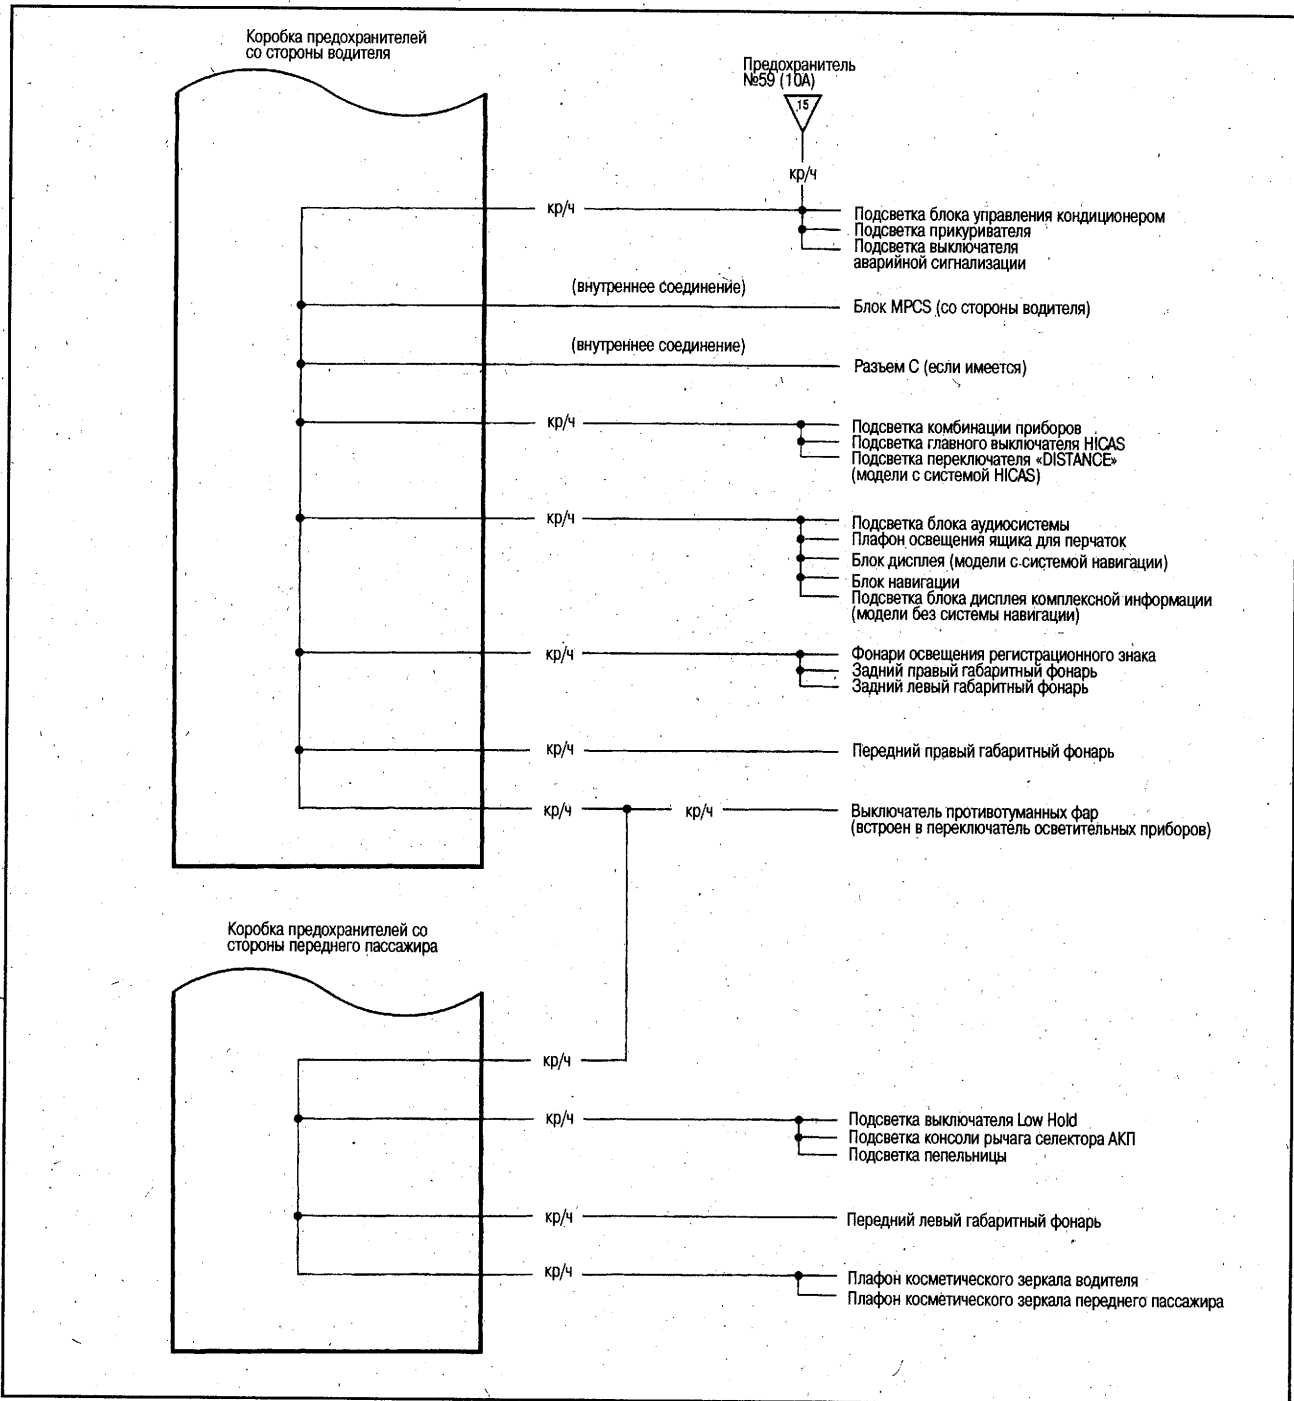 Коробка предохранителей
со стороны водителя
Предохранитель
№59 (10А)
15
кр/ч
кр/ч
Подсветка блока управления кондиционером
Подсветка прикуривателя
Подсветка выключателя
аварийной сигнализации
(внутреннее соединение)
Блок MPCS (со стороны водителя)
(внутреннее соединение)
Разъем С (если имеется)
кр/ч
Подсветка комбинации приборов
Подсветка главного выключателя HICAS
Подсветка переключателя «DISTANCE»
(модели с системой HICAS)
кр/ч
Подсветка блока аудиосистемы
Плафон освещения ящика для перчаток
Блок дисплея (модели с системой навигации)
Блок навигации
Подсветка блока дисплея комплексной информации
(модели без системы навигации)
кр/ч
Фонари освещения регистрационного знака
Задний правый габаритный фонарь
Задний левый габаритный фонарь
кр/ч
Передний правый габаритный фонарь
кр/ч
кр/ч
Выключатель противотуманных фар
(встроен в переключатель осветительных приборов)
Коробка предохранителей со
стороны переднего пассажира
кр/ч
кр/ч
Подсветка выключателя Low Hold
Подсветка консоли рычага селектора АКП
Подсветка пепельницы
кр/ч
Передний левый габаритный фонарь
кр/ч
Плафон косметического зеркала водителя
Плафон косметического зеркала переднего пассажира